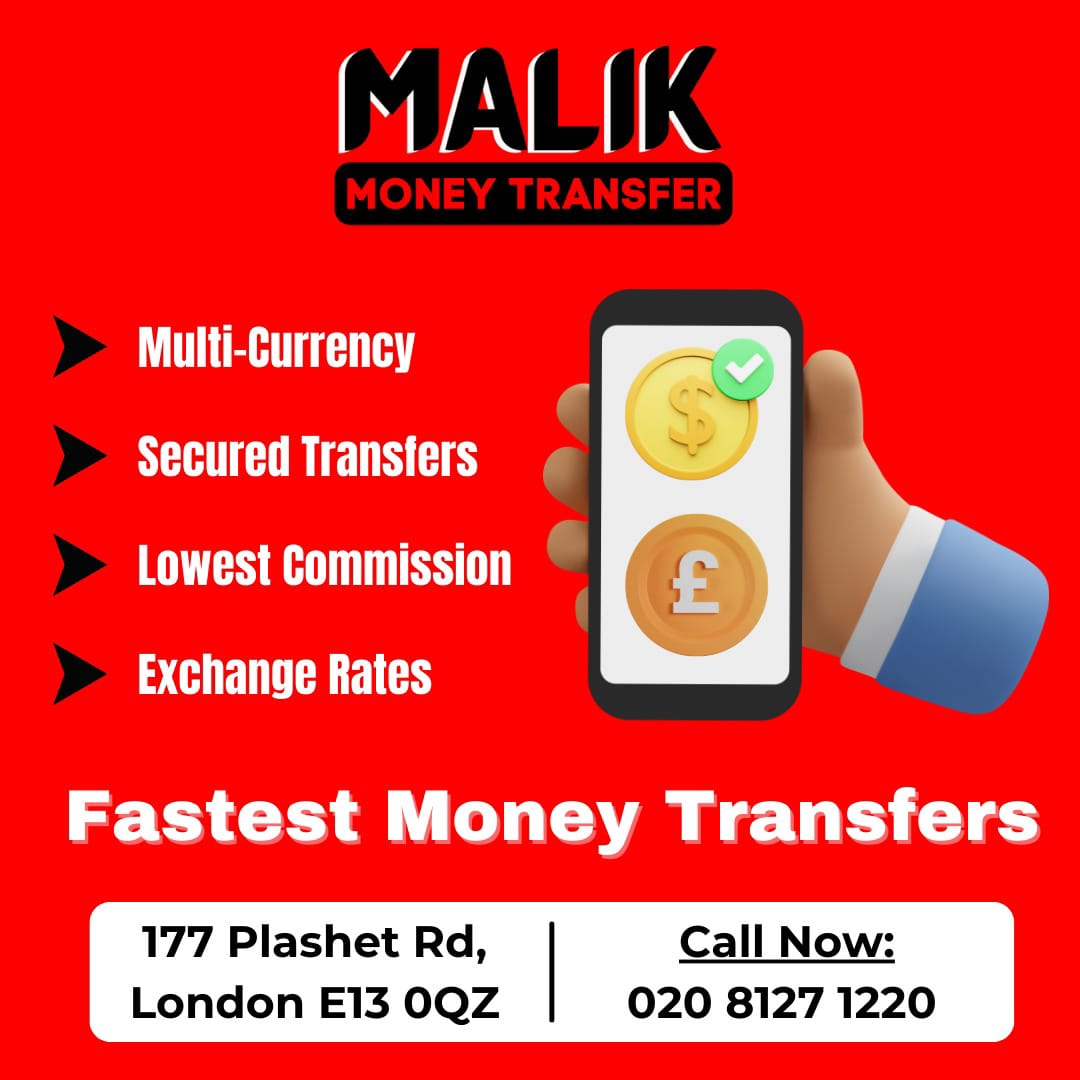 MALIK
MONEY TRANSFER
Multi-Currency
Secured Transfers
Lowest Commission
Exchange Rates
$
£
Fastest Money Transfers
177 Plashet Rd,
London E13 0QZ
Call Now:
020 8127 1220